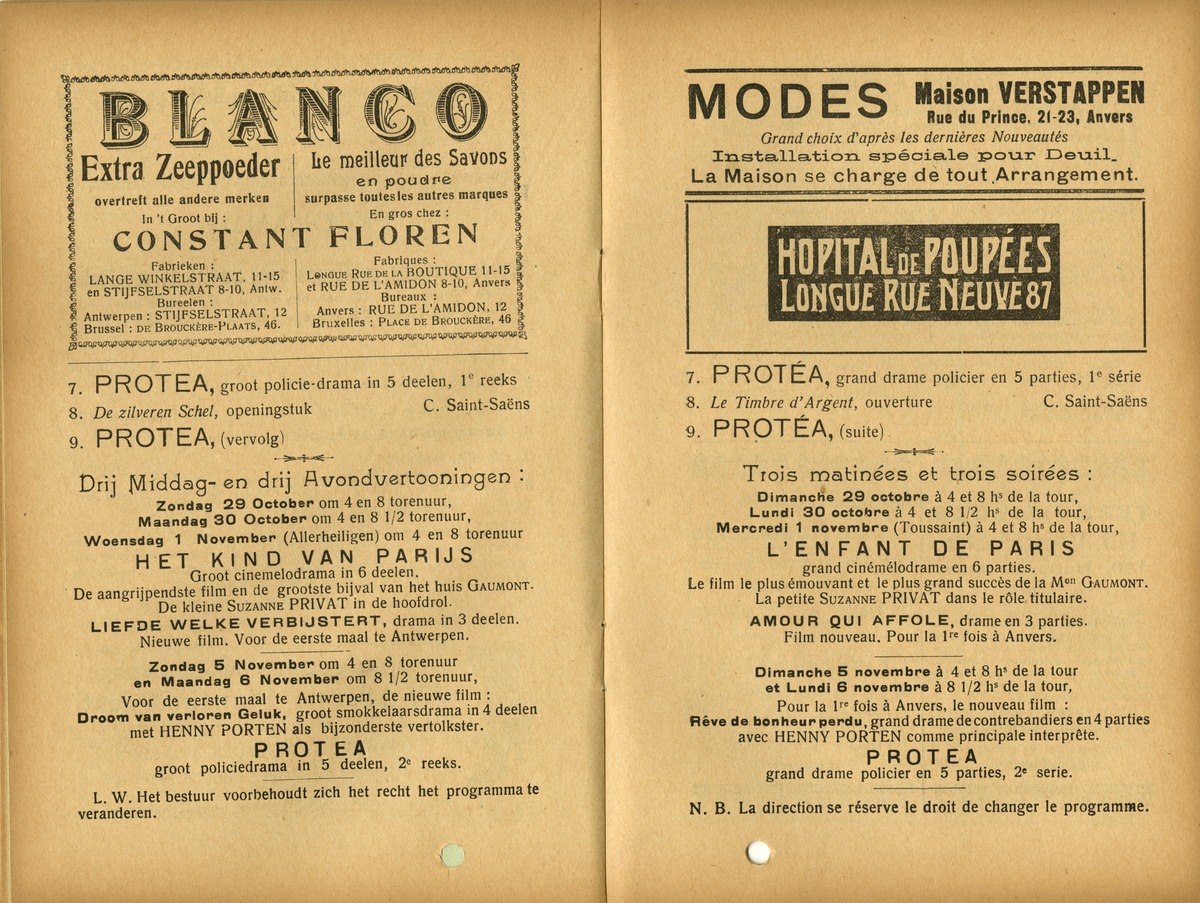 BLANCO
Extra Zeeppoeder
overtreft alle andere merken
In 't Groot bij :
Le meilleur des Savons
en poudre
surpasse toutes les autres marques
En gros chez :
CONSTANT FLOREN
Fabrieken :
LANGE WINKELSTRAAT, 11-15
en STIJFSELSTRAAT 8-10, Antw.
Bureelen :
Antwerpen : STIJFSELSTRAAT, 12
Brussel : DE BROUCKÈRE-PLAATS, 46.
Fabriques :
LONGUE RUE DE LA BOUTIQUE 11-15
et RUE DE L'AMIDON 8-10, Anvers
Bureaux :
Anvers : RUE DE L'AMIDON, 12
Bruxelles : PLACE DE BROUCKÈRE, 46
7. PROTEA, groot policie-drama in 5 deelen, 1e reeks
8. De zilveren Schel, openingstuk C. Saint-Saëns
9. PROTEA, (vervolg)
Drij Middag- en drij Avondvertooningen :
Zondag 29 October om 4 en 8 torenuur,
Maandag 30 October om 4 en 8 1/2 torenuur,
Woensdag 1 November (Allerheiligen) om 4 en 8 torenuur
HET KIND VAN PARIJS
Groot cinemelodrama in 6 deelen.
De aangrijpendste film en de grootste bijval van het huis GAUMONT.
De kleine SUZANNE PRIVAT in de hoofdrol.
LIEFDE WELKE VERBIJSTERT, drama in 3 deelen.
Nieuwe film. Voor de eerste maal te Antwerpen.
Zondag 5 November om 4 en 8 torenuur
en Maandag 6 November om 8 1/2 torenuur,
Voor de eerste maal te Antwerpen, de nieuwe film :
Droom van verloren Geluk, groot smokkelaarsdrama in 4 deelen
met HENNY PORTEN als bijzonderste vertolkster.
PROTEA
groot policiedrama in 5 deelen, 2e reeks.
L. W. Het bestuur voorbehoudt zich het recht het programma te
veranderen.
MODES Maison VERSTAPPEN
Rue du Prince, 21-23, Anvers
Grand choix d'après les dernières Nouveautés
Installation spéciale pour Deuil.
La Maison se charge de tout Arrangement.
HOPITAL DE POUPÉES
LONGUE RUE NEUVE 87
7. PROTÉA, grand drame policier en 5 parties, 1e série
8. Le Timbre d'Argent, ouverture C. Saint-Saëns
9. PROTÉA, (suite)
Trois matinées et trois soirées :
Dimanche 29 octobre à 4 et 8 hs de la tour,
Lundi 30 octobre à 4 et 8 1/2 hs de la tour,
Mercredi 1 novembre (Toussaint) à 4 et 8 hs de la tour,
L'ENFANT DE PARIS
grand cinémélodrame en 6 parties.
Le film le plus émouvant et le plus grand succès de la Mon GAUMONT.
La petite SUZANNE PRIVAT dans le rôle titulaire.
AMOUR QUI AFFOLE, drame en 3 parties.
Film nouveau. Pour la 1re fois à Anvers.
Dimanche 5 novembre à 4 et 8 hs de la tour
et Lundi 6 novembre à 8 1/2 hs de la tour,
Pour la 1re fois à Anvers, le nouveau film :
Rêve de bonheur perdu, grand drame de contrebandiers en 4 parties
avec HENNY PORTEN comme principale interprête.
PROTEA
grand drame policier en 5 parties, 2e serie.
N. B. La direction se réserve le droit de changer le programme.